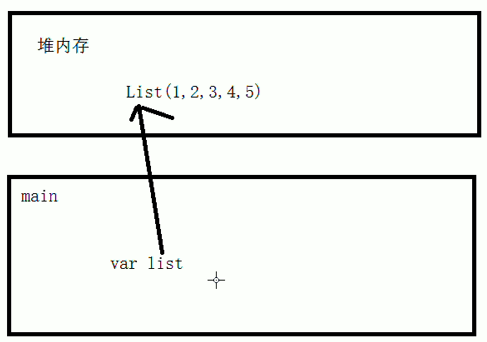 堆内存
List(1,2,3,4,5)
main
var list